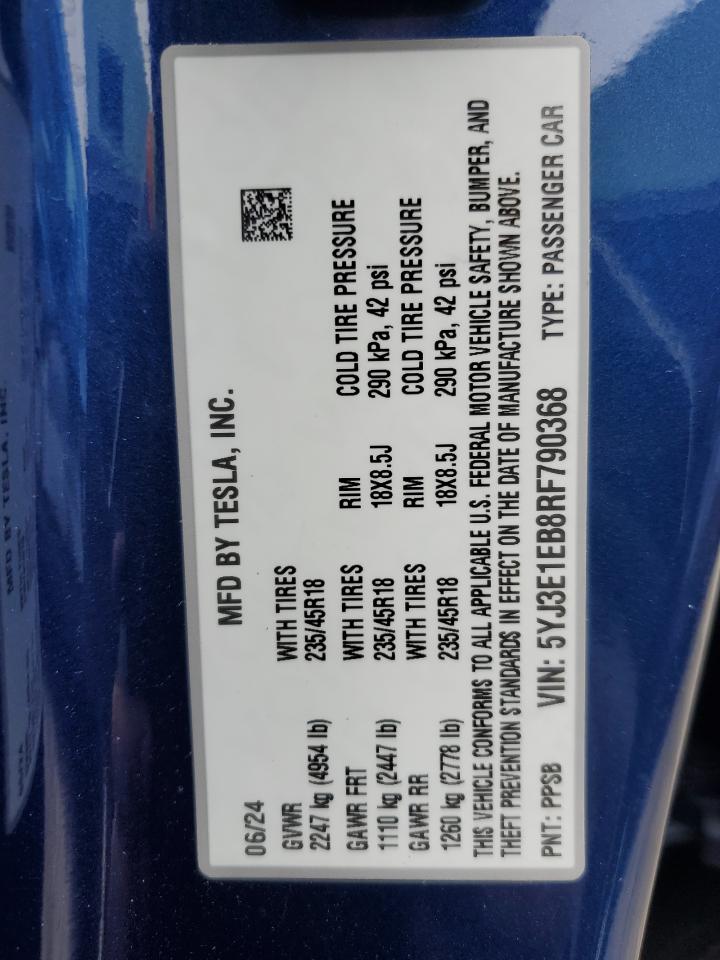 MFD BY TESLA, INC.
06/24
GVWR WITH TIRES
2247 kg (4954 lb) 235/45R18
GAWR FRT WITH TIRES RIM COLD TIRE PRESSURE
1110 kg (2447 lb) 235/45R18 18X8.5J 290 kPa, 42 psi
GAWR RR WITH TIRES RIM COLD TIRE PRESSURE
1260 kg (2778 lb) 235/45R18 18X8.5J 290 kPa, 42 psi
THIS VEHICLE CONFORMS TO ALL APPLICABLE U.S. FEDERAL MOTOR VEHICLE SAFETY, BUMPER, AND
THEFT PREVENTION STANDARDS IN EFFECT ON THE DATE OF MANUFACTURE SHOWN ABOVE.
PNT: PPSB VIN: 5YJ3E1EB8RF790368 TYPE: PASSENGER CAR
MFD BY TESLA, INC